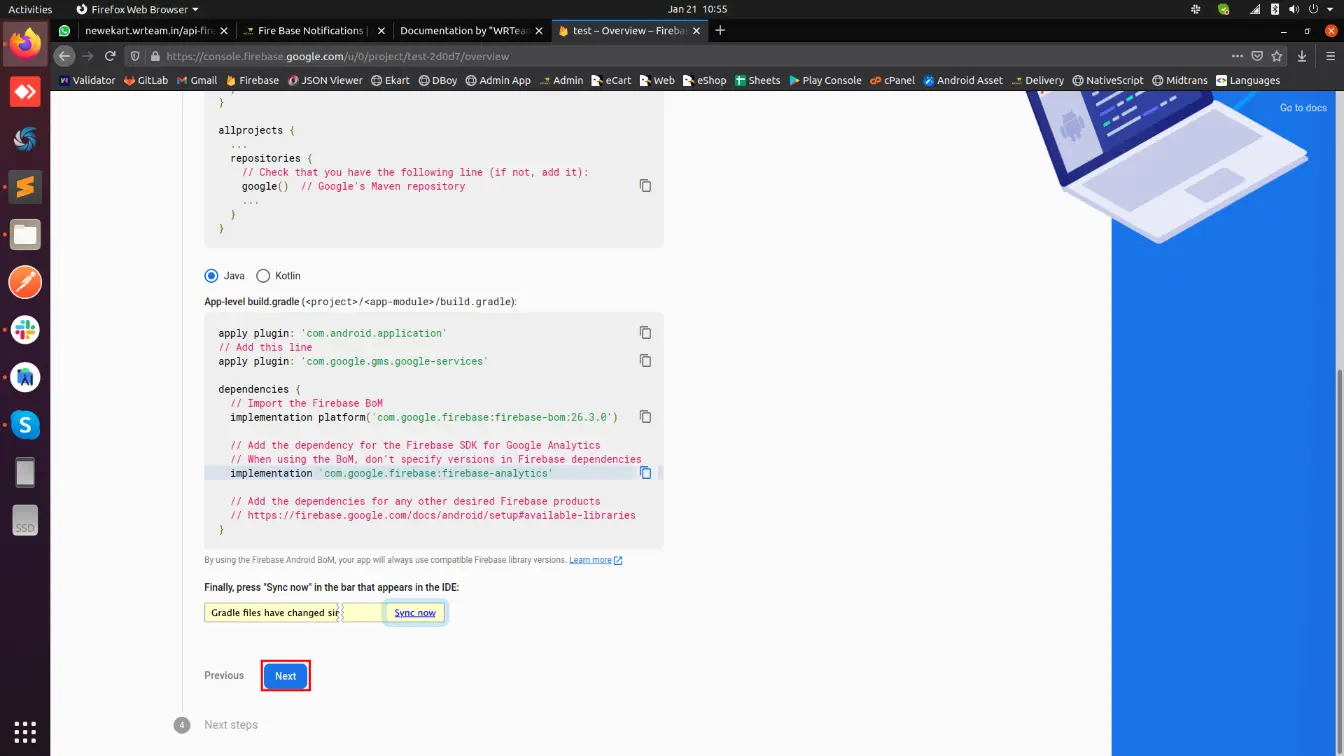 Activities
Firefox Web Browser
Jan 21  10:55
newekart.wrteam.in/api-fir
Fire Base Notifications |
Documentation by "WRTea
test – Overview – Fireba
https://console.firebase.google.com/u/0/project/test-2d0d7/overview
Validator
GitLab
Gmail
Firebase
JSON Viewer
Ekart
DBoy
Admin App
Admin
eCart
Web
eShop
Sheets
Play Console
cPanel
Android Asset
Delivery
NativeScript
Midtrans
Languages
Go to docs
}
allprojects {
...
repositories {
// Check that you have the following line (if not, add it):
google()  // Google's Maven repository
...
}
}
Java
Kotlin
App-level build.gradle (<project>/<app-module>/build.gradle):
apply plugin: 'com.android.application'
// Add this line
apply plugin: 'com.google.gms.google-services'
dependencies {
// Import the Firebase BoM
implementation platform('com.google.firebase:firebase-bom:26.3.0')
// Add the dependency for the Firebase SDK for Google Analytics
// When using the BoM, don't specify versions in Firebase dependencies
implementation 'com.google.firebase:firebase-analytics'
// Add the dependencies for any other desired Firebase products
// https://firebase.google.com/docs/android/setup#available-libraries
}
By using the Firebase Android BoM, your app will always use compatible Firebase library versions. Learn more
Finally, press "Sync now" in the bar that appears in the IDE:
Gradle files have changed sin
Sync now
Previous
Next
4
Next steps
S
SSD